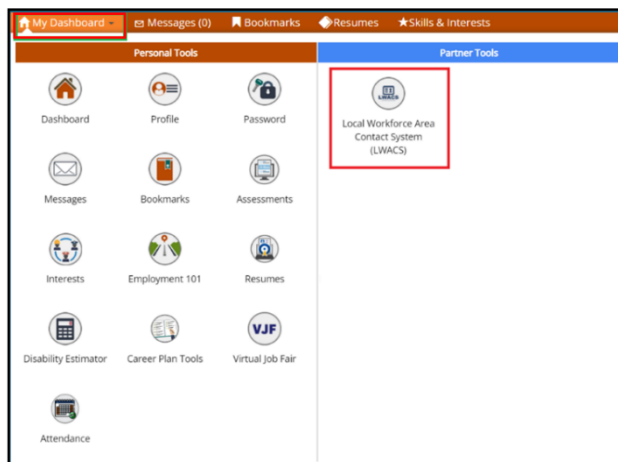 My Dashboard Messages (0) Bookmarks Resumes Skills & Interests
Personal Tools
Dashboard Profile Password
Messages Bookmarks Assessments
Interests Employment 101 Resumes
VJF
Disability Estimator Career Plan Tools Virtual Job Fair
Attendance
Partner Tools
LWACS
Local Workforce Area
Contact System
(LWACS)